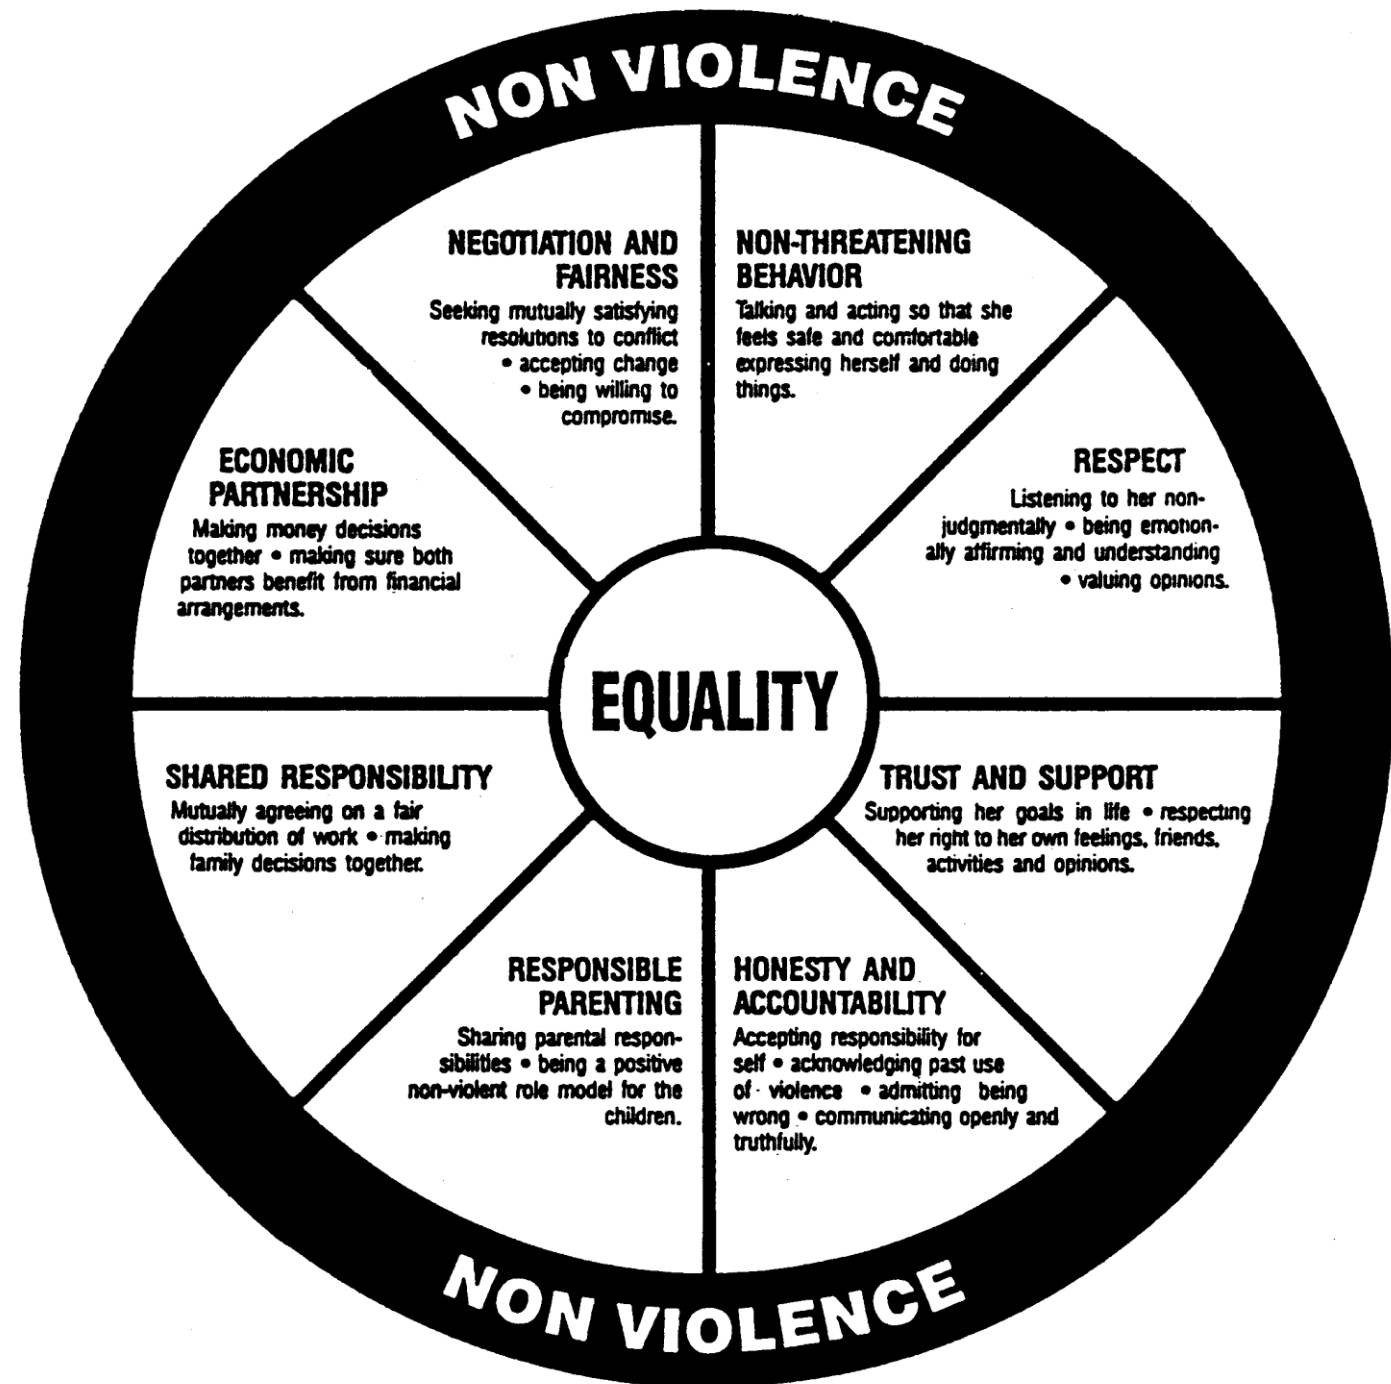 NON VIOLENCE
NEGOTIATION AND
FAIRNESS
Seeking mutually satisfying
resolutions to conflict
• accepting change
• being willing to
compromise.
NON-THREATENING
BEHAVIOR
Talking and acting so that she
feels safe and comfortable
expressing herself and doing
things.
ECONOMIC
PARTNERSHIP
Making money decisions
together • making sure both
partners benefit from financial
arrangements.
RESPECT
Listening to her non-
judgmentally • being emotion-
ally affirming and understanding
• valuing opinions.
EQUALITY
SHARED RESPONSIBILITY
Mutually agreeing on a fair
distribution of work • making
family decisions together.
TRUST AND SUPPORT
Supporting her goals in life • respecting
her right to her own feelings, friends,
activities and opinions.
RESPONSIBLE
PARENTING
Sharing parental respon-
sibilities • being a positive
non-violent role model for the
children.
HONESTY AND
ACCOUNTABILITY
Accepting responsibility for
self • acknowledging past use
of violence • admitting being
wrong • communicating openly and
truthfully.
NON VIOLENCE